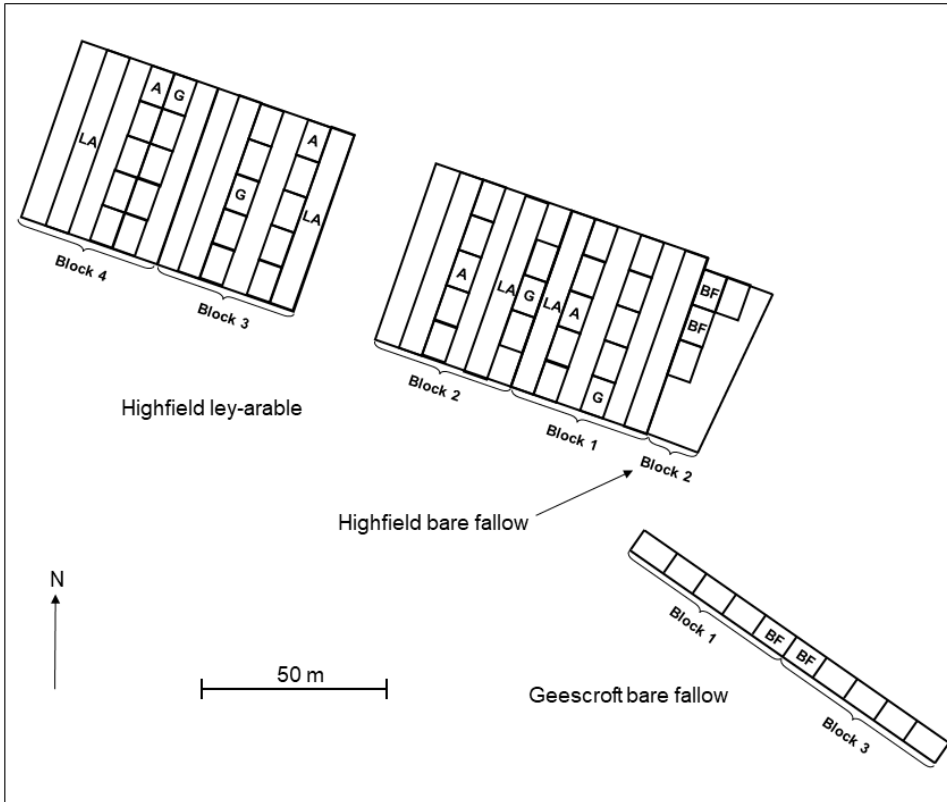 A G
LA
A
G
LA
Block 4
Block 3
BF
A
LA
G
LA
A
BF
G
Block 2
Block 1
Block 2
Highfield ley-arable
Highfield bare fallow
N
50 m
BF
BF
Block 1
Block 3
Geescroft bare fallow